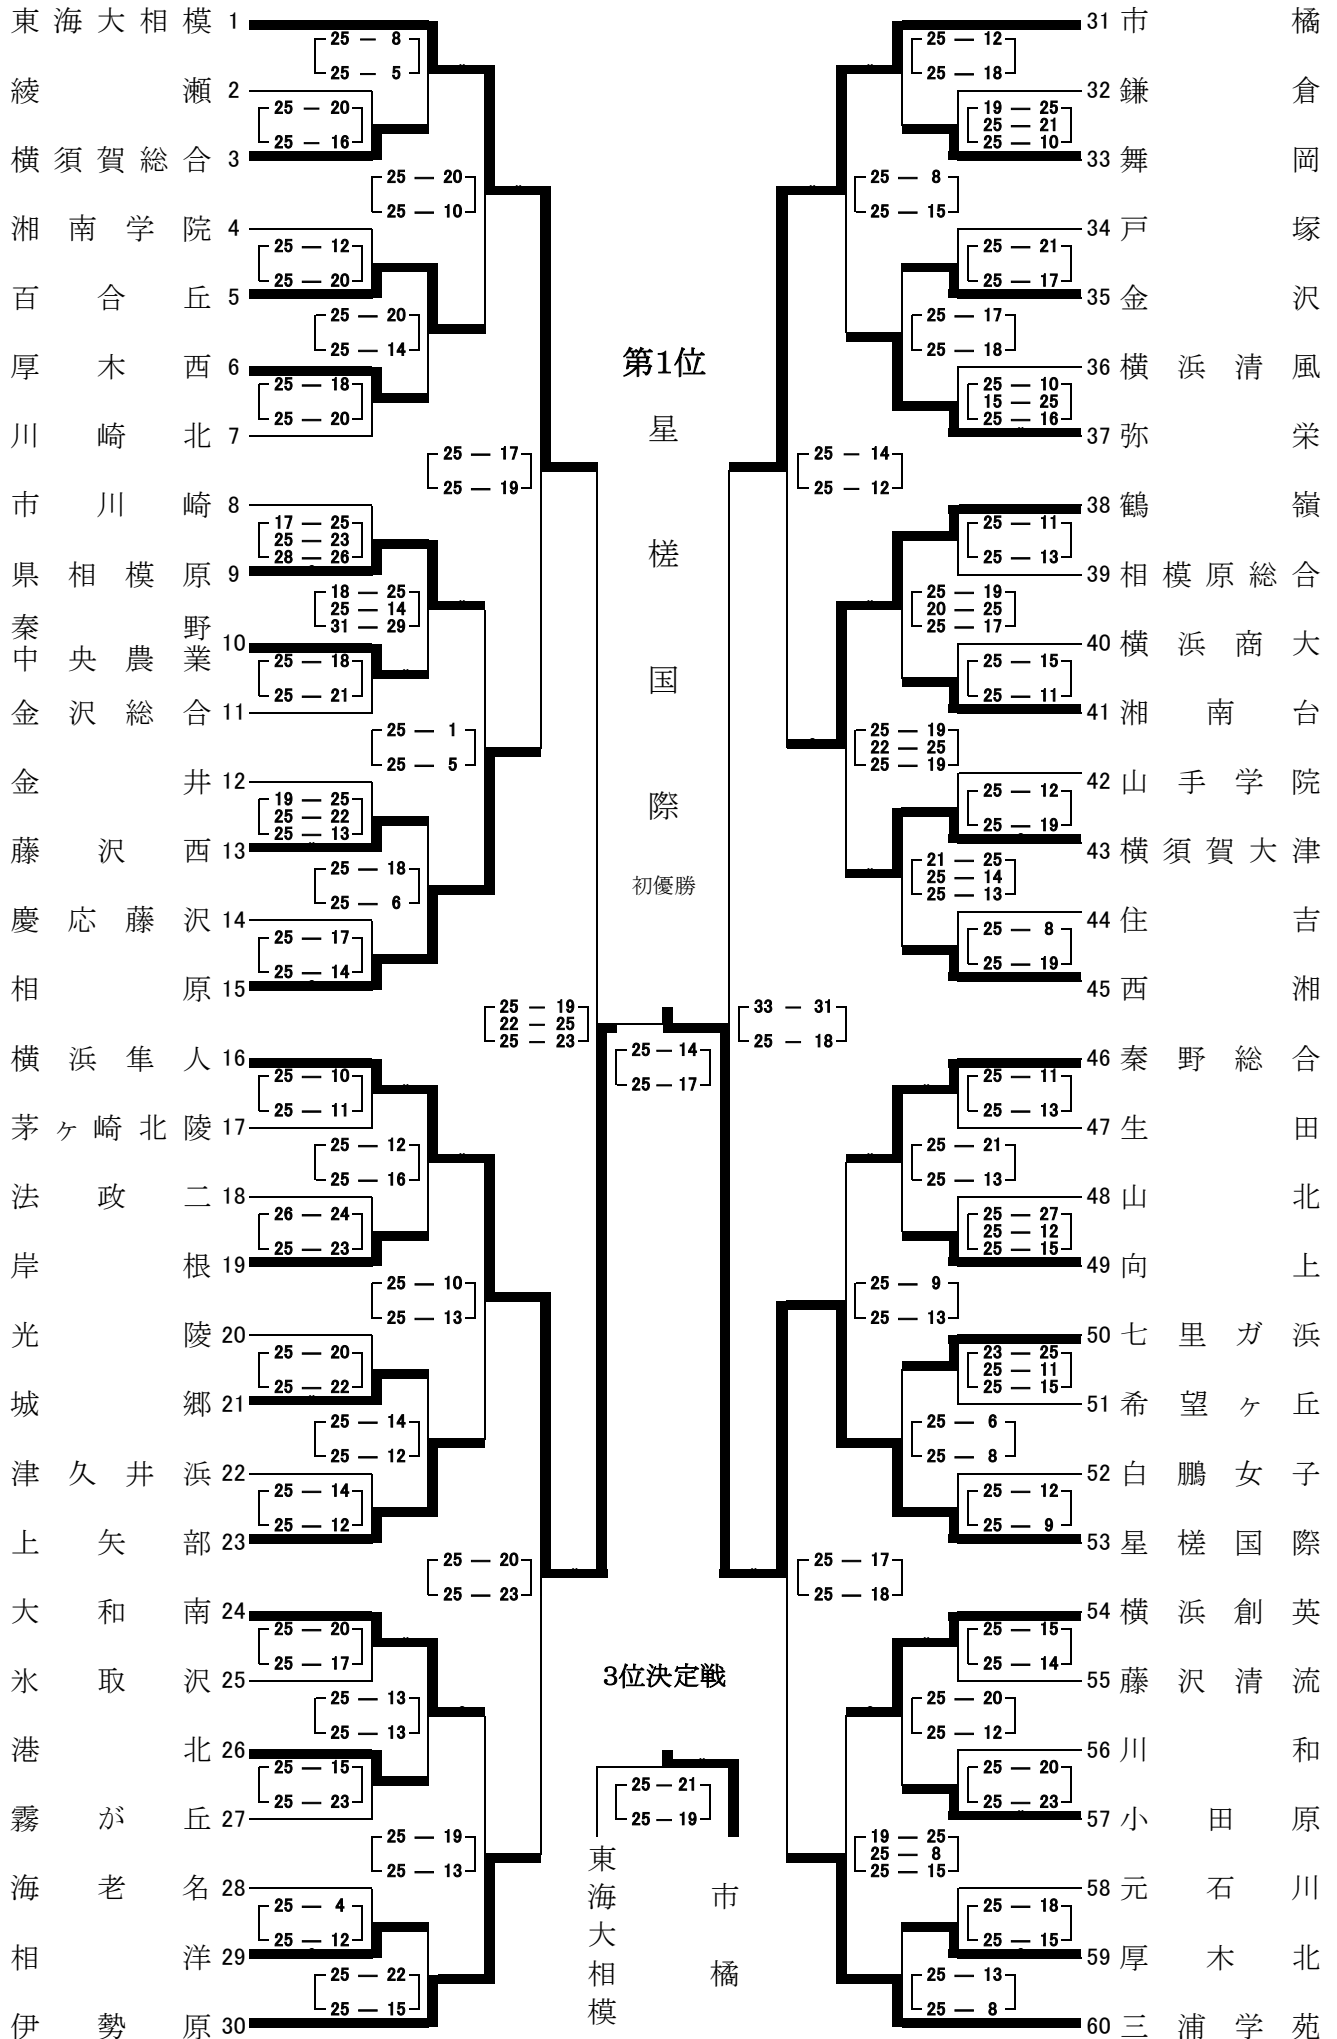 東海大相模 1
25 — 8
25 — 5
綾瀬 2
25 — 20
25 — 16
横須賀総合 3
25 — 20
25 — 10
湘南学院 4
25 — 12
25 — 20
百合丘 5
25 — 20
25 — 14
厚木西 6
25 — 18
25 — 20
川崎北 7
25 — 17
25 — 19
市川崎 8
17 — 25
25 — 23
28 — 26
県相模原 9
18 — 25
25 — 14
31 — 29
秦野
中央農業 10
25 — 18
25 — 21
金沢総合 11
25 — 1
25 — 5
金井 12
19 — 25
25 — 22
25 — 13
藤沢西 13
25 — 18
25 — 6
慶応藤沢 14
25 — 17
25 — 14
相原 15
25 — 19
22 — 25
25 — 23
横浜隼人 16
25 — 10
25 — 11
茅ヶ崎北陵 17
25 — 12
25 — 16
法政二 18
26 — 24
25 — 23
岸根 19
25 — 10
25 — 13
光陵 20
25 — 20
25 — 22
城郷 21
25 — 14
25 — 12
津久井浜 22
25 — 14
25 — 12
上矢部 23
25 — 20
25 — 23
大和南 24
25 — 20
25 — 17
氷取沢 25
25 — 13
25 — 13
港北 26
25 — 15
25 — 23
霧が丘 27
25 — 19
25 — 13
海老名 28
25 — 4
25 — 12
相洋 29
25 — 22
25 — 15
伊勢原 30
第1位
星槎国際
初優勝
25 — 14
25 — 17
3位決定戦
25 — 21
25 — 19
東海大相模
市橘
31 市橘
25 — 12
25 — 18
32 鎌倉
19 — 25
25 — 21
25 — 10
33 舞岡
25 — 8
25 — 15
34 戸塚
25 — 21
25 — 17
35 金沢
25 — 17
25 — 18
36 横浜清風
25 — 10
15 — 25
25 — 16
37 弥栄
25 — 14
25 — 12
38 鶴嶺
25 — 11
25 — 13
39 相模原総合
25 — 19
20 — 25
25 — 17
40 横浜商大
25 — 15
25 — 11
41 湘南台
25 — 19
22 — 25
25 — 19
42 山手学院
25 — 12
25 — 19
43 横須賀大津
21 — 25
25 — 14
25 — 13
44 住吉
25 — 8
25 — 19
45 西湘
33 — 31
25 — 18
46 秦野総合
25 — 11
25 — 13
47 生田
25 — 21
25 — 13
48 山北
25 — 27
25 — 12
25 — 15
49 向上
25 — 9
25 — 13
50 七里ガ浜
23 — 25
25 — 11
25 — 15
51 希望ヶ丘
25 — 6
25 — 8
52 白鵬女子
25 — 12
25 — 9
53 星槎国際
25 — 17
25 — 18
54 横浜創英
25 — 15
25 — 14
55 藤沢清流
25 — 20
25 — 12
56 川和
25 — 20
25 — 23
57 小田原
19 — 25
25 — 8
25 — 15
58 元石川
25 — 18
25 — 15
59 厚木北
25 — 13
25 — 8
60 三浦学苑